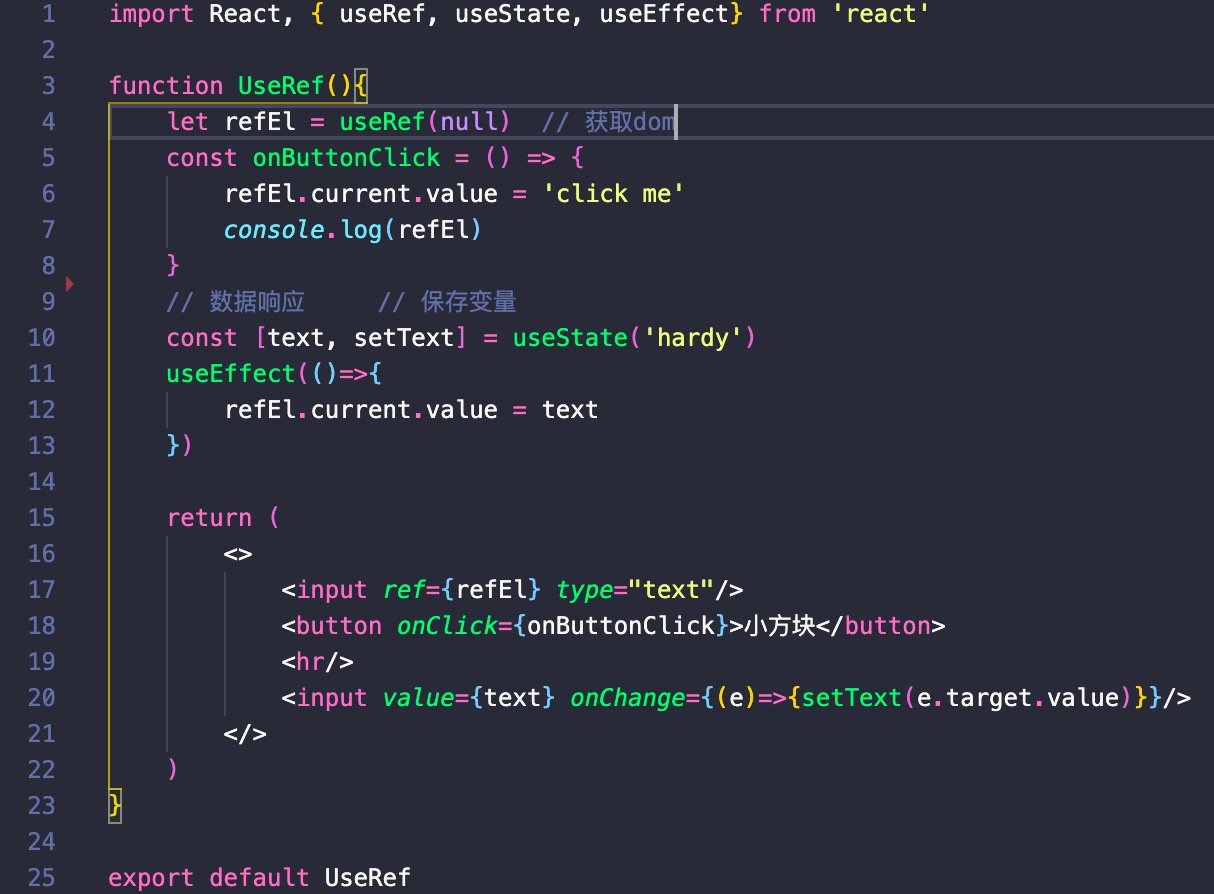 1 import React, { useRef, useState, useEffect} from 'react'
2
3 function UseRef(){
4     let refEl = useRef(null)  // 获取dom
5     const onButtonClick = () => {
6         refEl.current.value = 'click me'
7         console.log(refEl)
8     }
9     // 数据响应     // 保存变量
10     const [text, setText] = useState('hardy')
11     useEffect(()=>{
12         refEl.current.value = text
13     })
14
15     return (
16         <>
17             <input ref={refEl} type="text"/>
18             <button onClick={onButtonClick}>小方块</button>
19             <hr/>
20             <input value={text} onChange={(e)=>{setText(e.target.value)}}/>
21         </>
22     )
23 }
24
25 export default UseRef